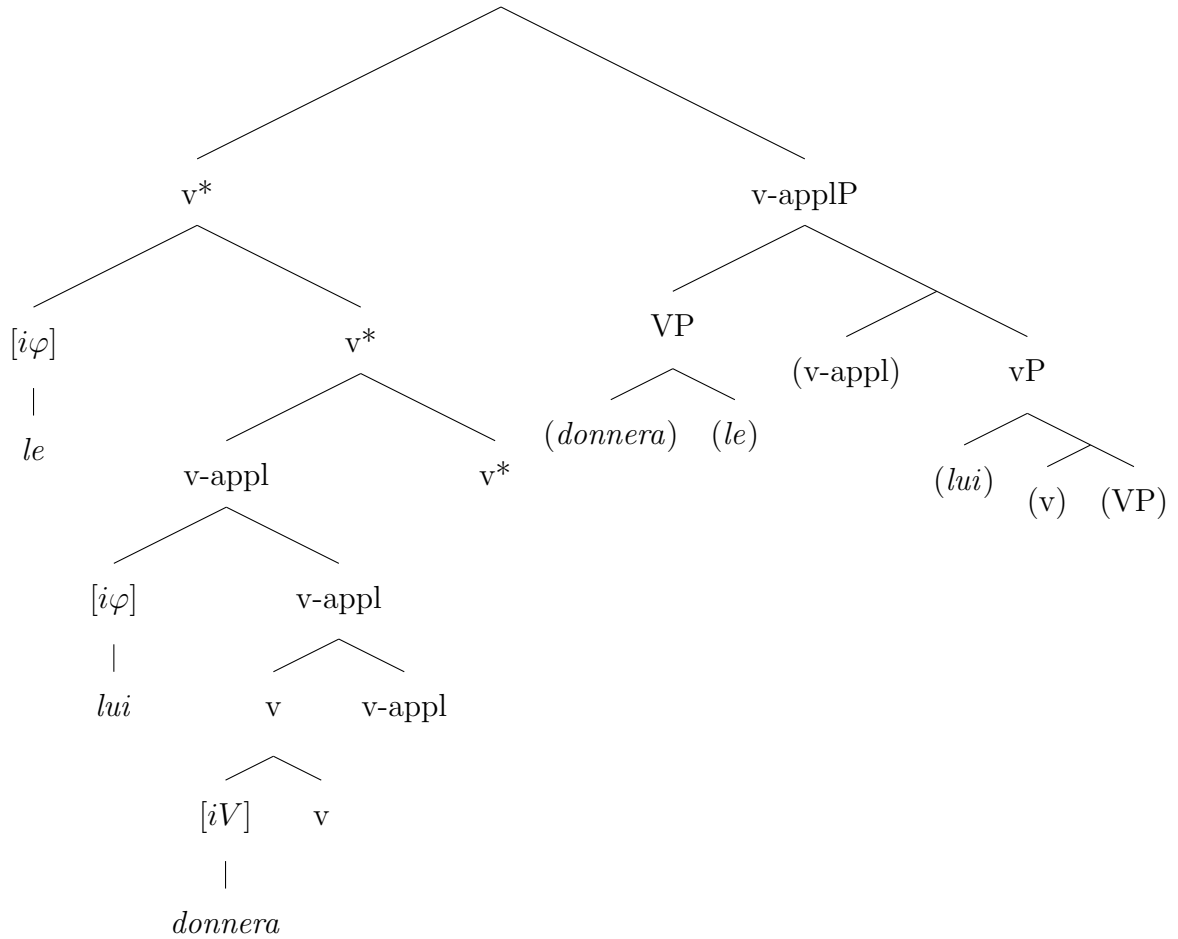 v* v-applP
[iφ] v* VP (v-appl) vP
le v-appl v* (donnera) (le) (lui) (v) (VP)
[iφ] v-appl
lui v v-appl
[iV] v
donnera